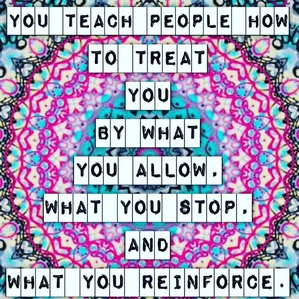 YOU TEACH PEOPLE HOW
TO TREAT
YOU
BY WHAT
YOU ALLOW.
WHAT YOU STOP.
AND
WHAT YOU REINFORCE.